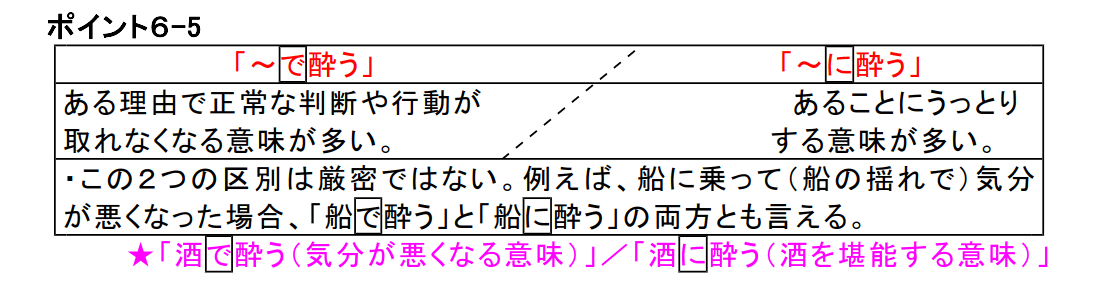 ポイント6-5
「～で酔う」 「～に酔う」
ある理由で正常な判断や行動が あることにうっとり
取れなくなる意味が多い。 する意味が多い。
・この２つの区別は厳密ではない。例えば、船に乗って（船の揺れで）気分
が悪くなった場合、「船で酔う」と「船に酔う」の両方とも言える。
★「酒で酔う（気分が悪くなる意味）」／「酒に酔う（酒を堪能する意味）」